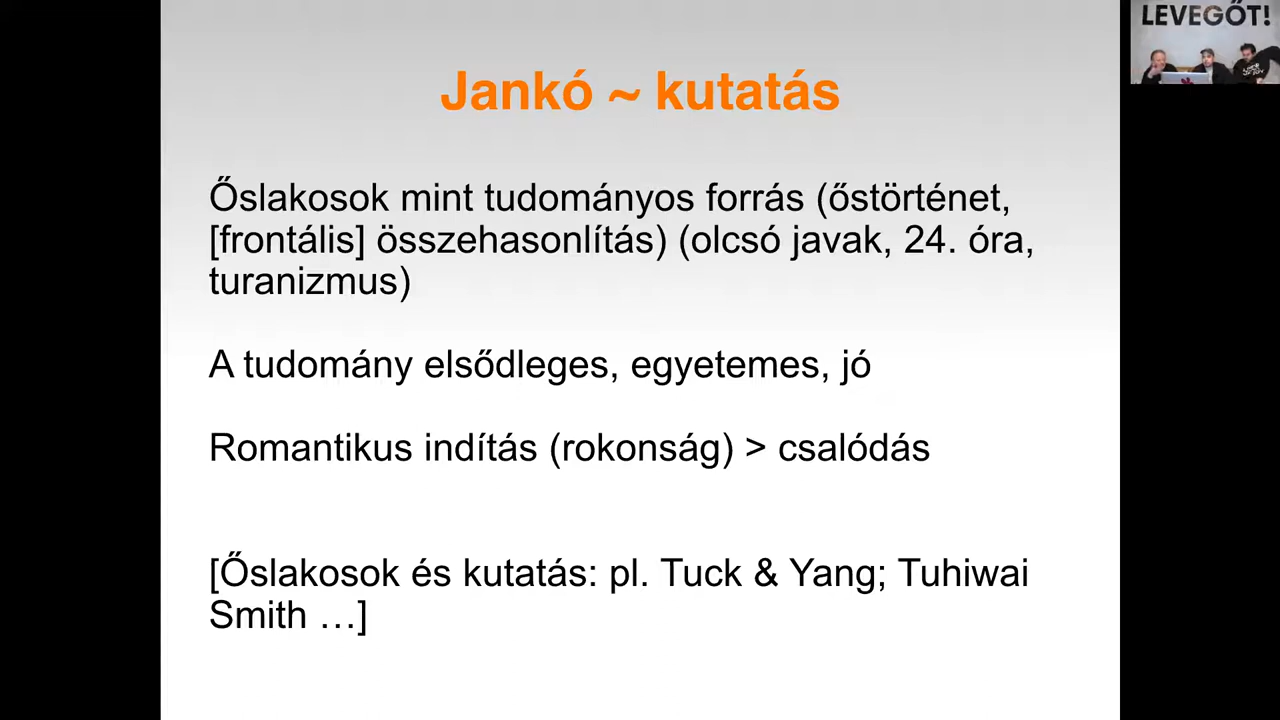 LEVEGŐT!
Jankó ~ kutatás
Őslakosok mint tudományos forrás (őstörténet,
[frontális] összehasonlítás) (olcsó javak, 24. óra,
turanizmus)
A tudomány elsődleges, egyetemes, jó
Romantikus indítás (rokonság) > csalódás
[Őslakosok és kutatás: pl. Tuck & Yang; Tuhiwai
Smith …]